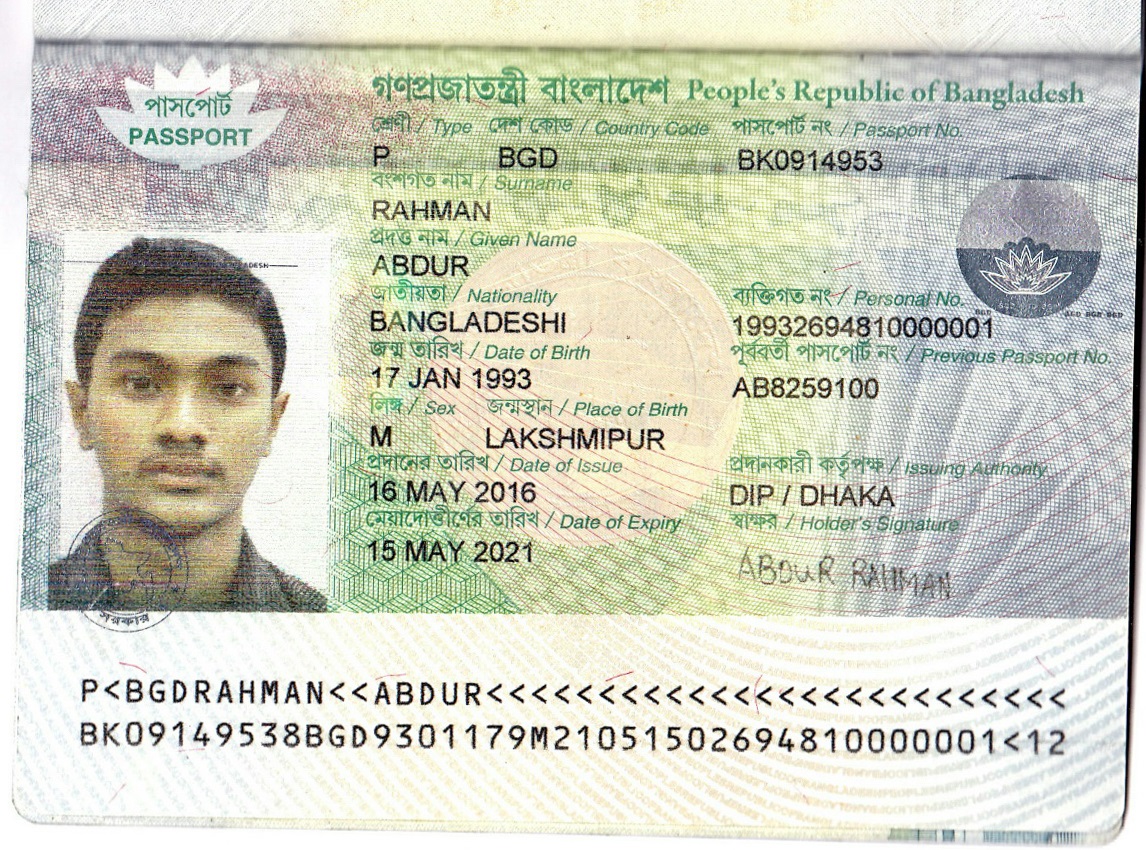 পাসপোর্ট
PASSPORT
গণপ্রজাতন্ত্রী বাংলাদেশ People's Republic of Bangladesh
শ্রেণী / Type দেশ কোড / Country Code পাসপোর্ট নং / Passport No.
P BGD BK0914953
বংশগত নাম / Surname
RAHMAN
প্রদত্ত নাম / Given Name
ABDUR
জাতীয়তা / Nationality ব্যক্তিগত নং / Personal No.
BANGLADESHI 19932694810000001
জন্ম তারিখ / Date of Birth পূর্ববর্তী পাসপোর্ট নং / Previous Passport No.
17 JAN 1993 AB8259100
লিঙ্গ / Sex জন্মস্থান / Place of Birth
M LAKSHMIPUR
প্রদানের তারিখ / Date of Issue প্রদানকারী কর্তৃপক্ষ / Issuing Authority
16 MAY 2016 DIP / DHAKA
মেয়াদোত্তীর্ণের তারিখ / Date of Expiry স্বাক্ষর / Holder's Signature
15 MAY 2021 ABDUR RAHMAN
সরকার
P<BGDRAHMAN<<ABDUR<<<<<<<<<<<<<<<<<<<<<<<<<<
BK09149538BGD9301179M2105150269481000001<12